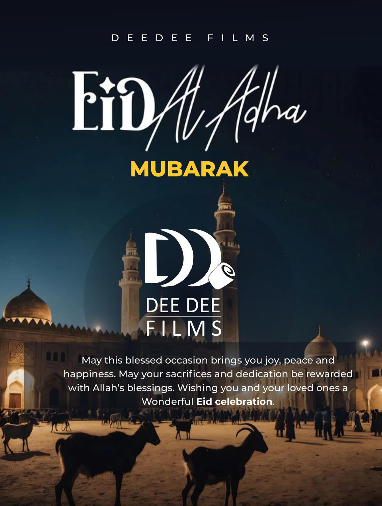 DEEDEE FILMS
EiD Al Adha
MUBARAK
DEE DEE
FILMS
May this blessed occasion brings you joy, peace and
happiness. May your sacrifices and dedication be rewarded
with Allah's blessings. Wishing you and your loved ones a
Wonderful Eid celebration.